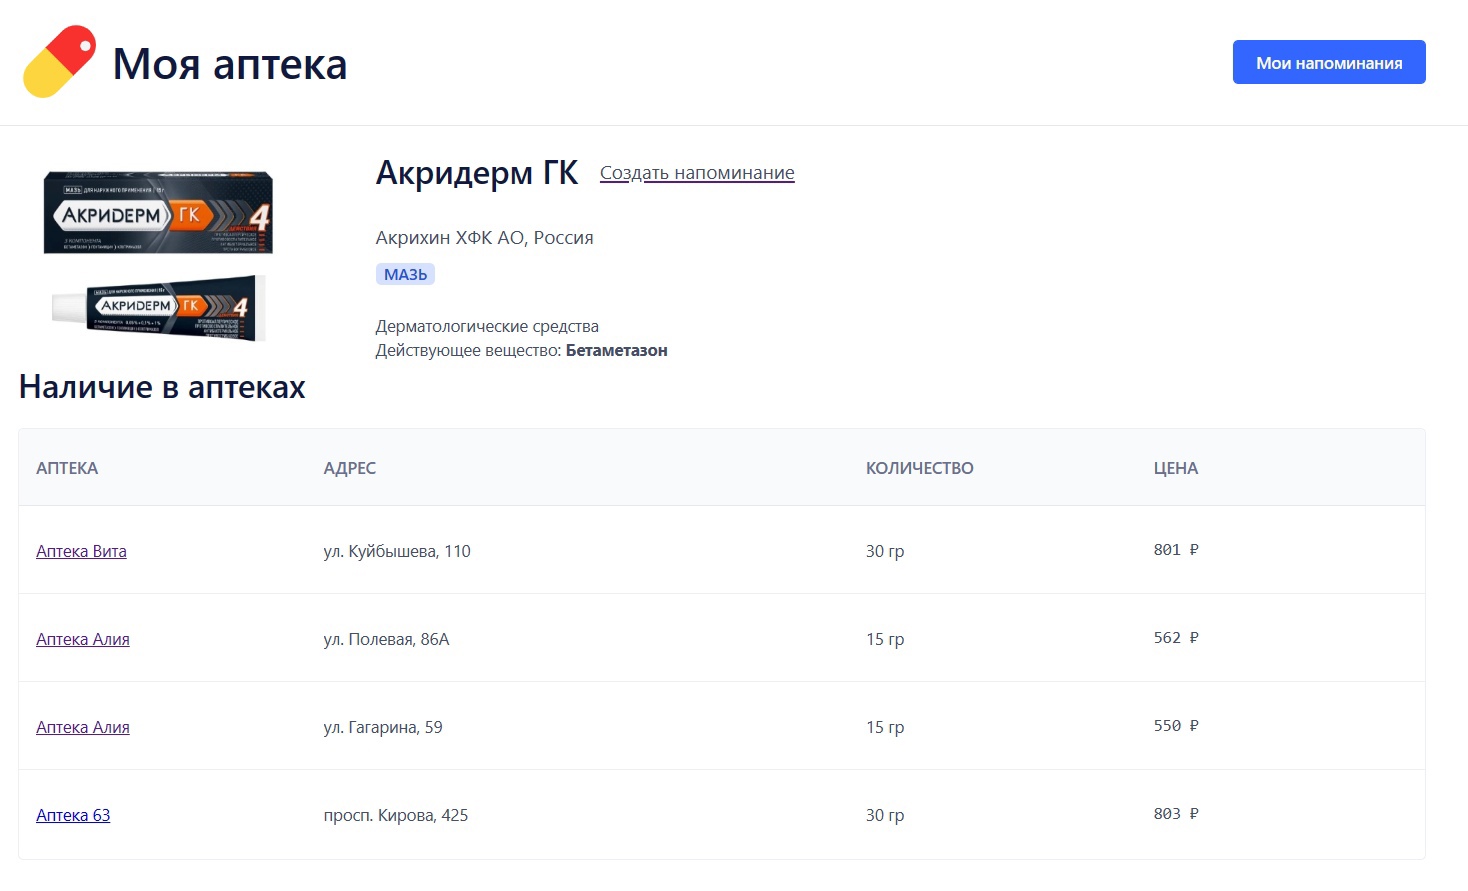 Моя аптека
Мои напоминания
МАЗЬ ДЛЯ НАРУЖНОГО ПРИМЕНЕНИЯ 15 г
АКРИДЕРМ ГК 4
АКРИДЕРМ ГК 4
Акридерм ГК Создать напоминание
Акрихин ХФК АО, Россия
МАЗЬ
Дерматологические средства
Действующее вещество: Бетаметазон
Наличие в аптеках
АПТЕКА АДРЕС КОЛИЧЕСТВО ЦЕНА
Аптека Вита ул. Куйбышева, 110 30 гр 801 ₽
Аптека Алия ул. Полевая, 86А 15 гр 562 ₽
Аптека Алия ул. Гагарина, 59 15 гр 550 ₽
Аптека 63 просп. Кирова, 425 30 гр 803 ₽